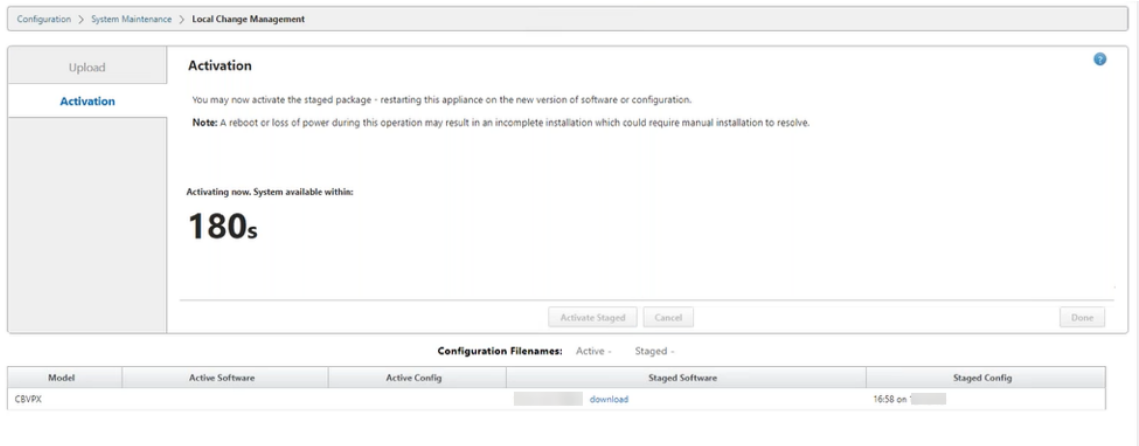 Configuration > System Maintenance > Local Change Management
Upload
Activation
Activation
You may now activate the staged package - restarting this appliance on the new version of software or configuration.
Note: A reboot or loss of power during this operation may result in an incomplete installation which could require manual installation to resolve.
Activating now. System available within:
180s
Activate Staged Cancel Done
Configuration Filenames: Active - Staged -
Model Active Software Active Config Staged Software Staged Config
CBVPX download 16:58 on